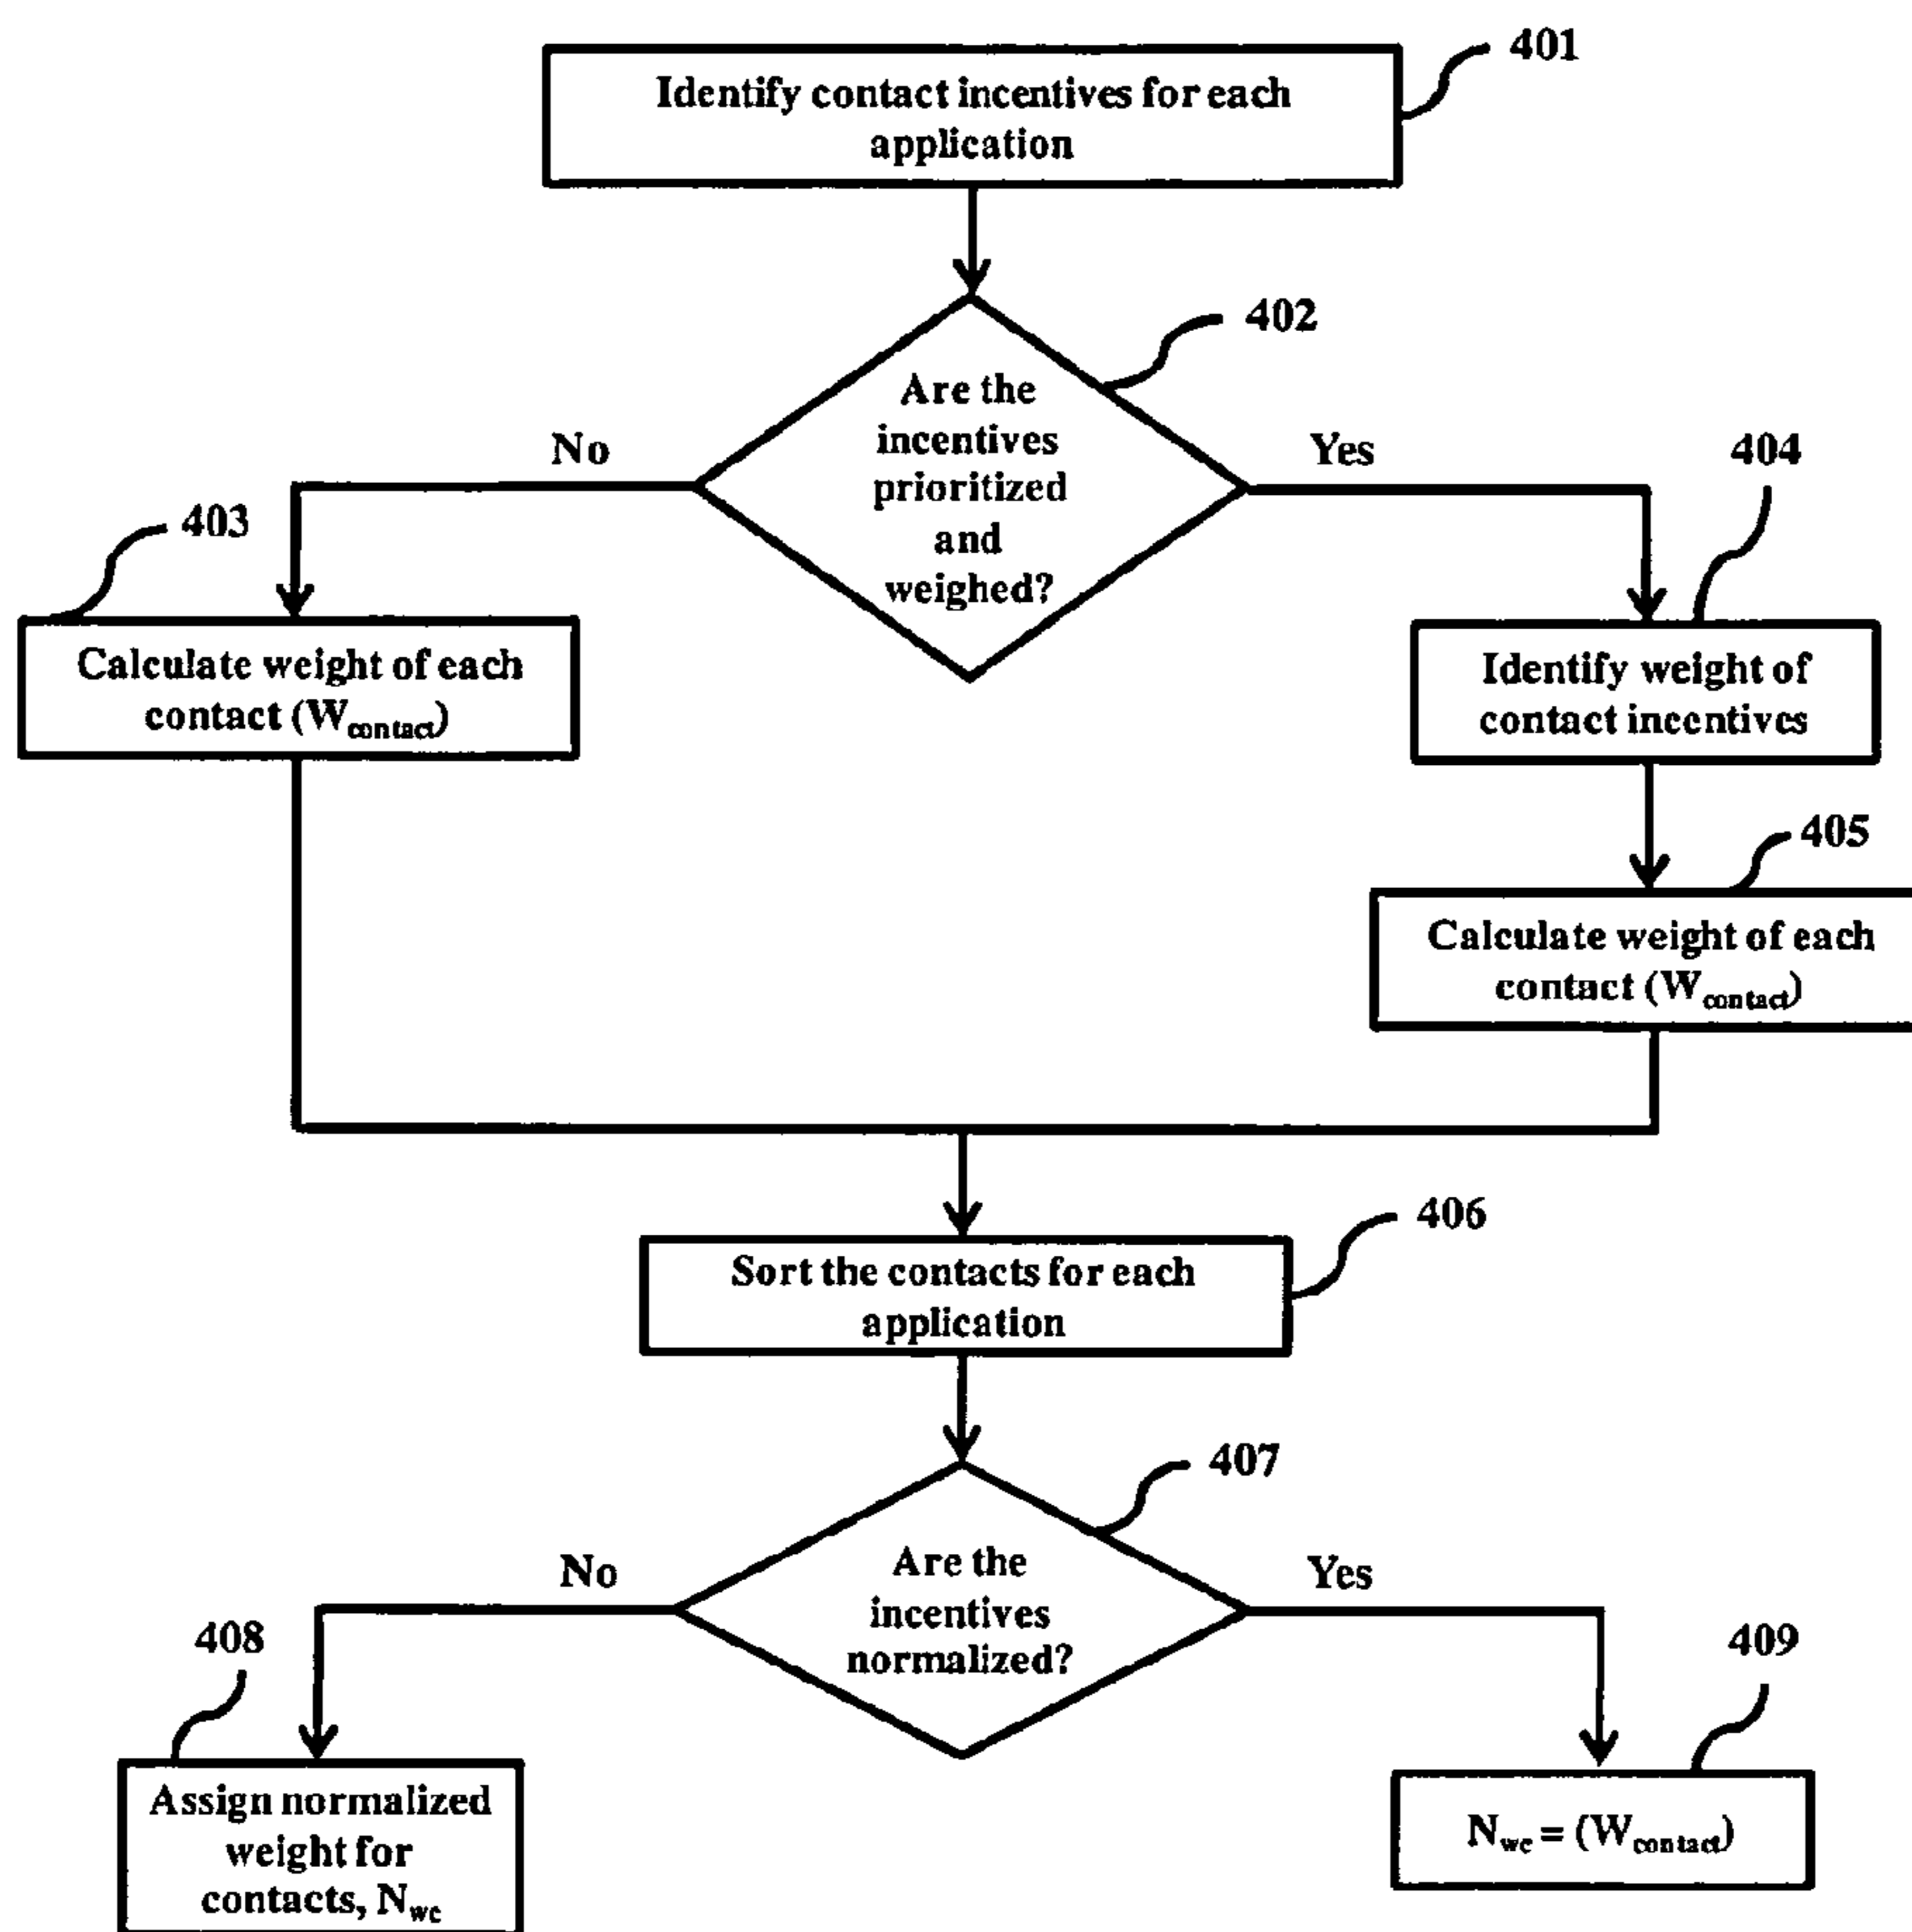 401
Identify contact incentives for each
application
402
Are the
incentives
prioritized
and
weighed?
No
Yes
403
404
Calculate weight of each
contact (Wcontact)
Identify weight of
contact incentives
405
Calculate weight of each
contact (Wcontact)
406
Sort the contacts for each
application
407
Are the
incentives
normalized?
No
Yes
408
409
Assign normalized
weight for
contacts, Nwc
Nwc = (Wcontact)